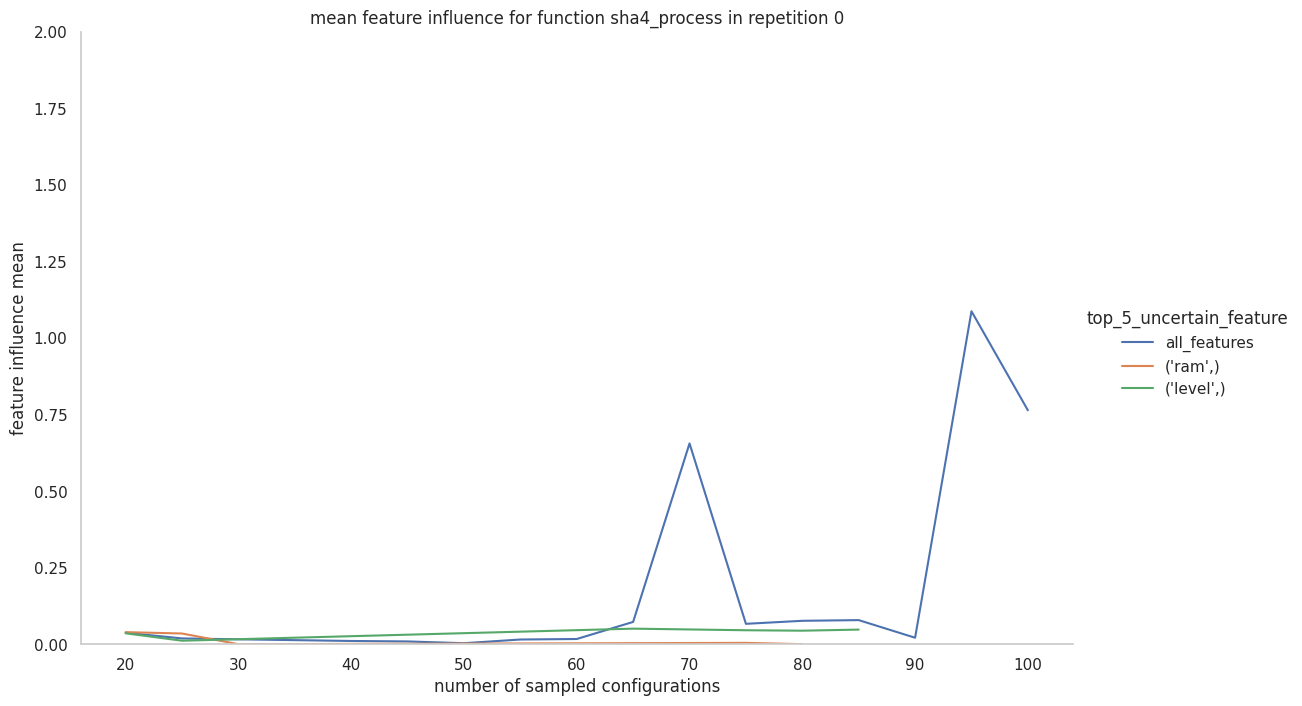 mean feature influence for function sha4_process in repetition 0
2.00
1.75
1.50
1.25
1.00
0.75
0.50
0.25
0.00
feature influence mean
20 30 40 50 60 70 80 90 100
number of sampled configurations
top_5_uncertain_feature
all_features
('ram',)
('level',)